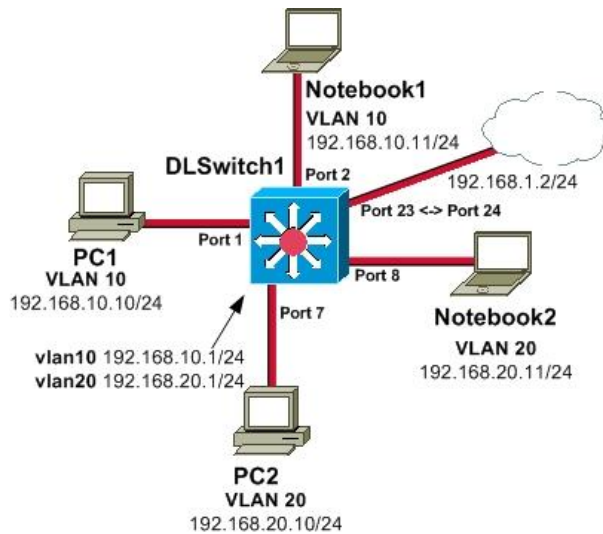 Notebook1
VLAN 10
192.168.10.11/24
DLSwitch1
Port 2
192.168.1.2/24
Port 23 <-> Port 24
Port 1
PC1
VLAN 10
192.168.10.10/24
Port 8
Notebook2
VLAN 20
192.168.20.11/24
Port 7
vlan10 192.168.10.1/24
vlan20 192.168.20.1/24
PC2
VLAN 20
192.168.20.10/24